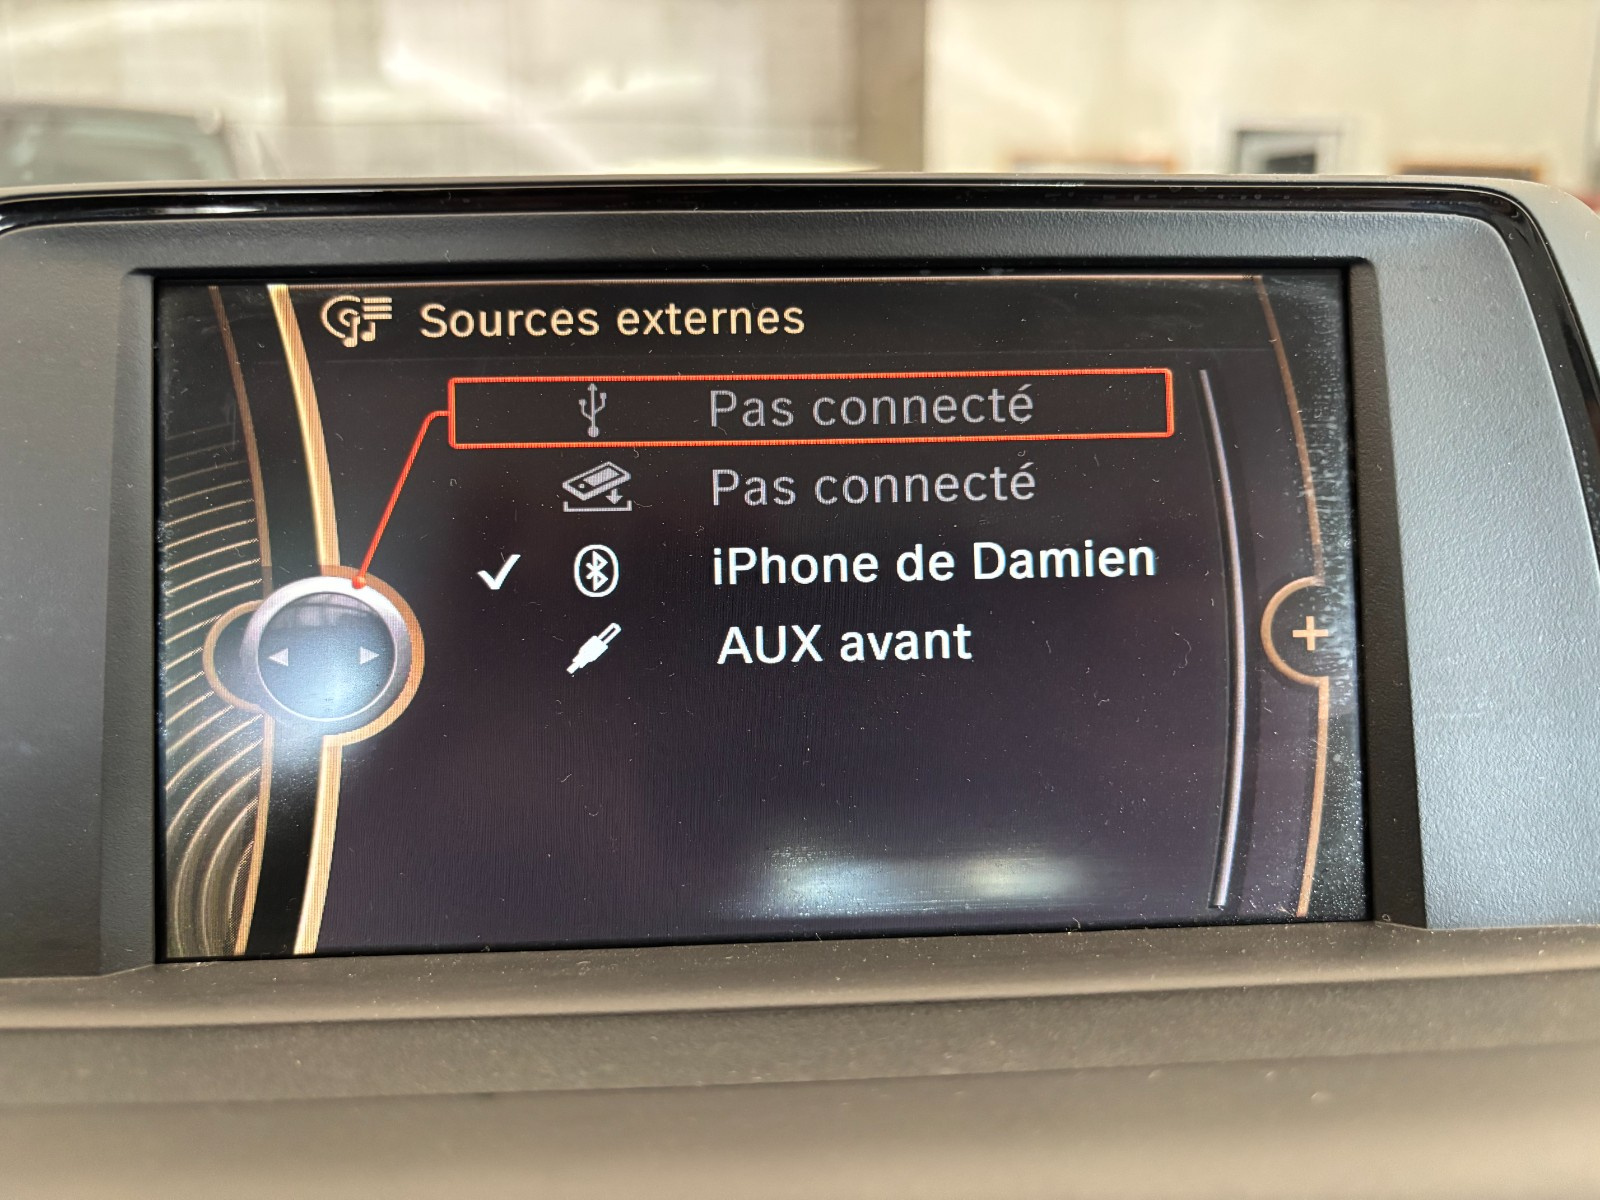 Sources externes
Pas connecté
Pas connecté
iPhone de Damien
AUX avant